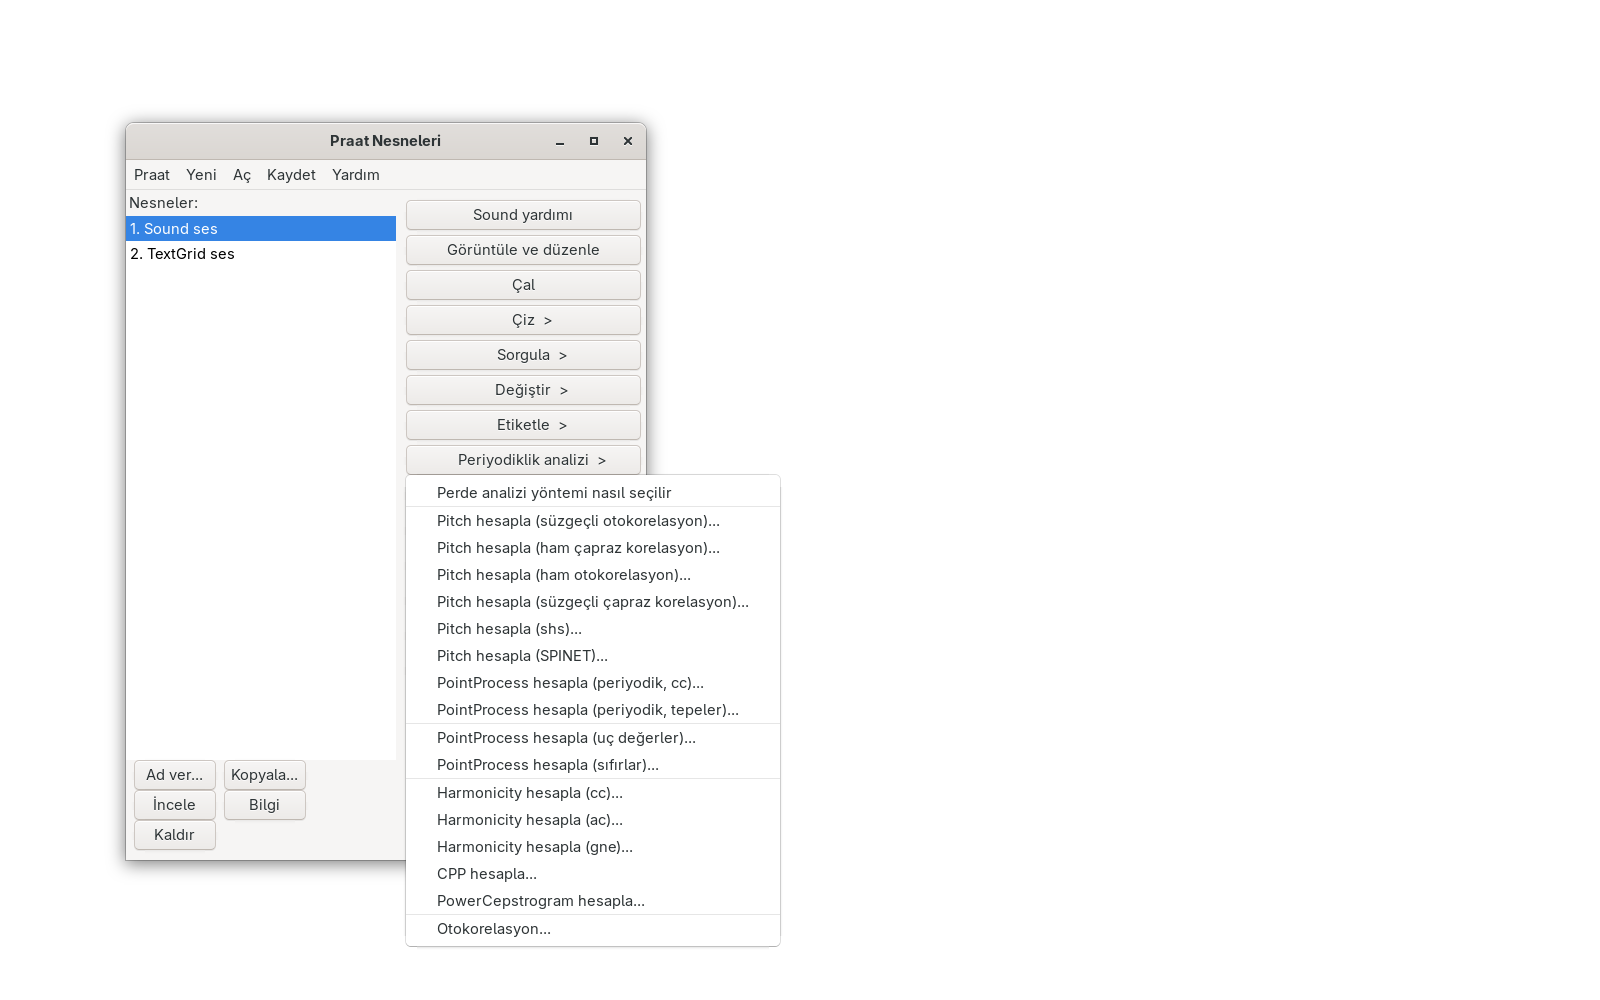 Praat Nesneleri
Praat Yeni Aç Kaydet Yardım
Nesneler:
1. Sound ses
2. TextGrid ses
Sound yardımı
Görüntüle ve düzenle
Çal
Çiz >
Sorgula >
Değiştir >
Etiketle >
Periyodiklik analizi >
Perde analizi yöntemi nasıl seçilir
Pitch hesapla (süzgeçli otokorelasyon)...
Pitch hesapla (ham çapraz korelasyon)...
Pitch hesapla (ham otokorelasyon)...
Pitch hesapla (süzgeçli çapraz korelasyon)...
Pitch hesapla (shs)...
Pitch hesapla (SPINET)...
PointProcess hesapla (periyodik, cc)...
PointProcess hesapla (periyodik, tepeler)...
PointProcess hesapla (uç değerler)...
PointProcess hesapla (sıfırlar)...
Harmonicity hesapla (cc)...
Harmonicity hesapla (ac)...
Harmonicity hesapla (gne)...
CPP hesapla...
PowerCepstrogram hesapla...
Otokorelasyon...
Ad ver... Kopyala...
İncele Bilgi
Kaldır